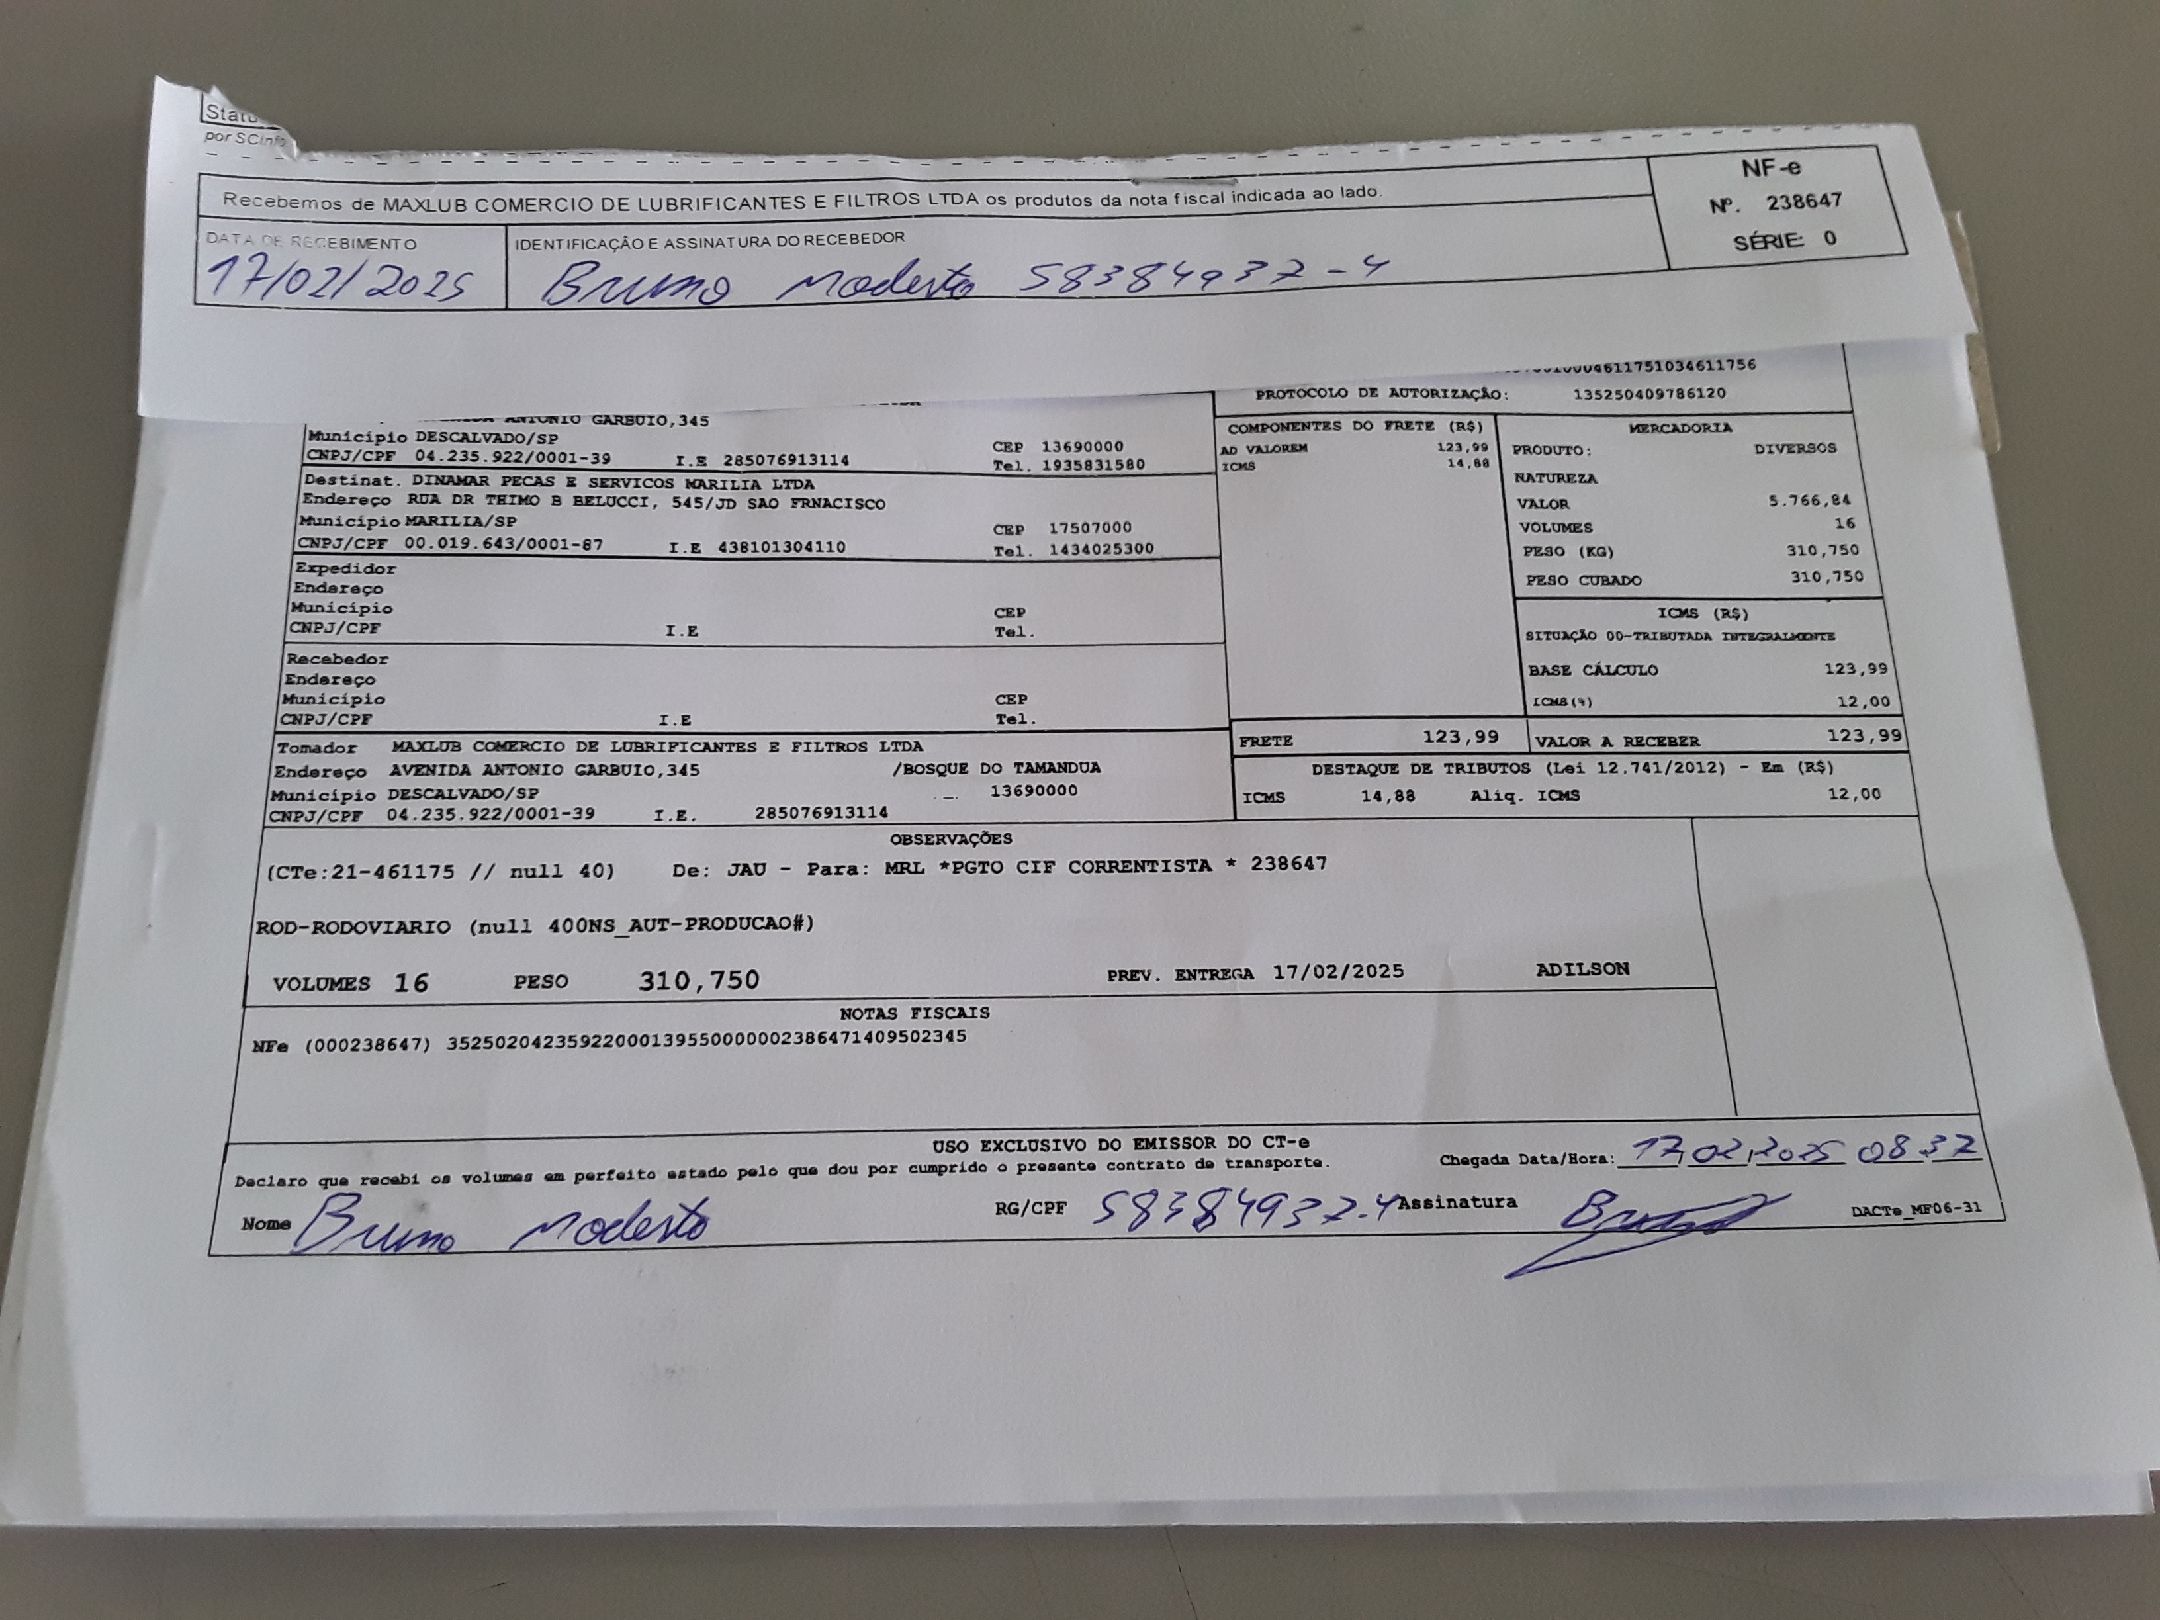 Statu
por SCinfo
Recebemos de MAXLUB COMERCIO DE LUBRIFICANTES E FILTROS LTDA os produtos da nota fiscal indicada ao lado.
NF-e
Nº. 238647
SÉRIE: 0
DATA DE RECEBIMENTO
17/02/2025
IDENTIFICAÇÃO E ASSINATURA DO RECEBEDOR
Bruno Modesto 58384937-4
0004611751034611756
PROTOCOLO DE AUTORIZAÇÃO: 135250409786120
ANTONIO GARBUIO,345
Município DESCALVADO/SP CEP 13690000
CNPJ/CPF 04.235.922/0001-39 I.E 285076913114 Tel. 1935831580
Destinat. DINAMAR PECAS E SERVICOS MARILIA LTDA
Endereço RUA DR THIMO B BELUCCI, 545/JD SAO FRNACISCO
Município MARILIA/SP CEP 17507000
CNPJ/CPF 00.019.643/0001-87 I.E 438101304110 Tel. 1434025300
Expedidor
Endereço
Município CEP
CNPJ/CPF I.E Tel.
Recebedor
Endereço
Município CEP
CNPJ/CPF I.E Tel.
Tomador MAXLUB COMERCIO DE LUBRIFICANTES E FILTROS LTDA
Endereço AVENIDA ANTONIO GARBUIO,345 /BOSQUE DO TAMANDUA
Município DESCALVADO/SP 13690000
CNPJ/CPF 04.235.922/0001-39 I.E. 285076913114
COMPONENTES DO FRETE (R$)
AD VALOREM 123,99
ICMS 14,88
MERCADORIA
PRODUTO: DIVERSOS
NATUREZA
VALOR 5.766,84
VOLUMES 16
PESO (KG) 310,750
PESO CUBADO 310,750
ICMS (R$)
SITUAÇÃO 00-TRIBUTADA INTEGRALMENTE
BASE CÁLCULO 123,99
ICMS(%) 12,00
FRETE 123,99 VALOR A RECEBER 123,99
DESTAQUE DE TRIBUTOS (Lei 12.741/2012) - Em (R$)
ICMS 14,88 Aliq. ICMS 12,00
OBSERVAÇÕES
(CTe:21-461175 // null 40) De: JAU - Para: MRL *PGTO CIF CORRENTISTA * 238647
ROD-RODOVIARIO (null 400NS_AUT-PRODUCAO#)
VOLUMES 16 PESO 310,750 PREV. ENTREGA 17/02/2025 ADILSON
NOTAS FISCAIS
NFe (000238647) 35250204235922000139550000002386471409502345
USO EXCLUSIVO DO EMISSOR DO CT-e
Declaro que recebi os volumes em perfeito estado pelo que dou por cumprido o presente contrato de transporte.
Chegada Data/Hora: 17,02,2025 08:37
Nome Bruno Modesto RG/CPF 58384937-4 Assinatura
DACTe_MF06-31